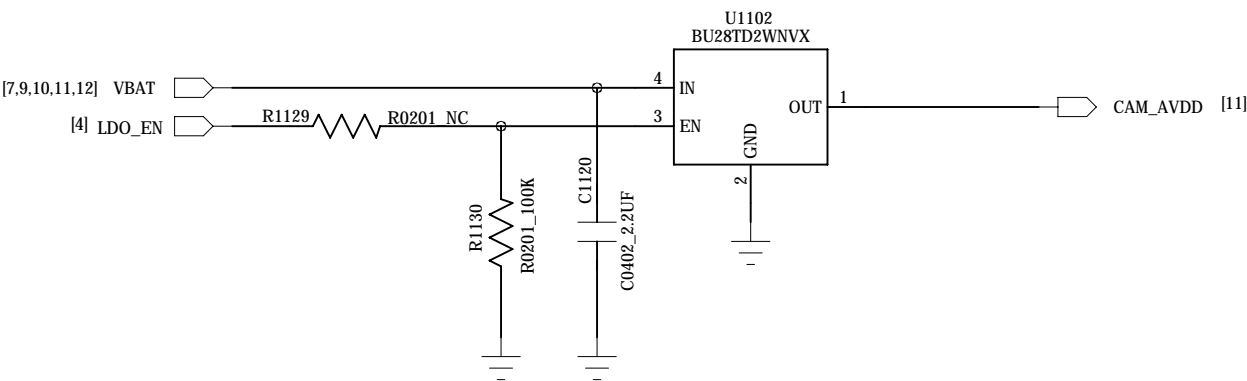 U1102
BU28TD2WNVX
[7,9,10,11,12] VBAT
4
IN
[4] LDO_EN
R1129
R0201_NC
3
EN
OUT
1
CAM_AVDD [11]
GND
2
R1130
R0201_100K
C1120
C0402_2.2UF